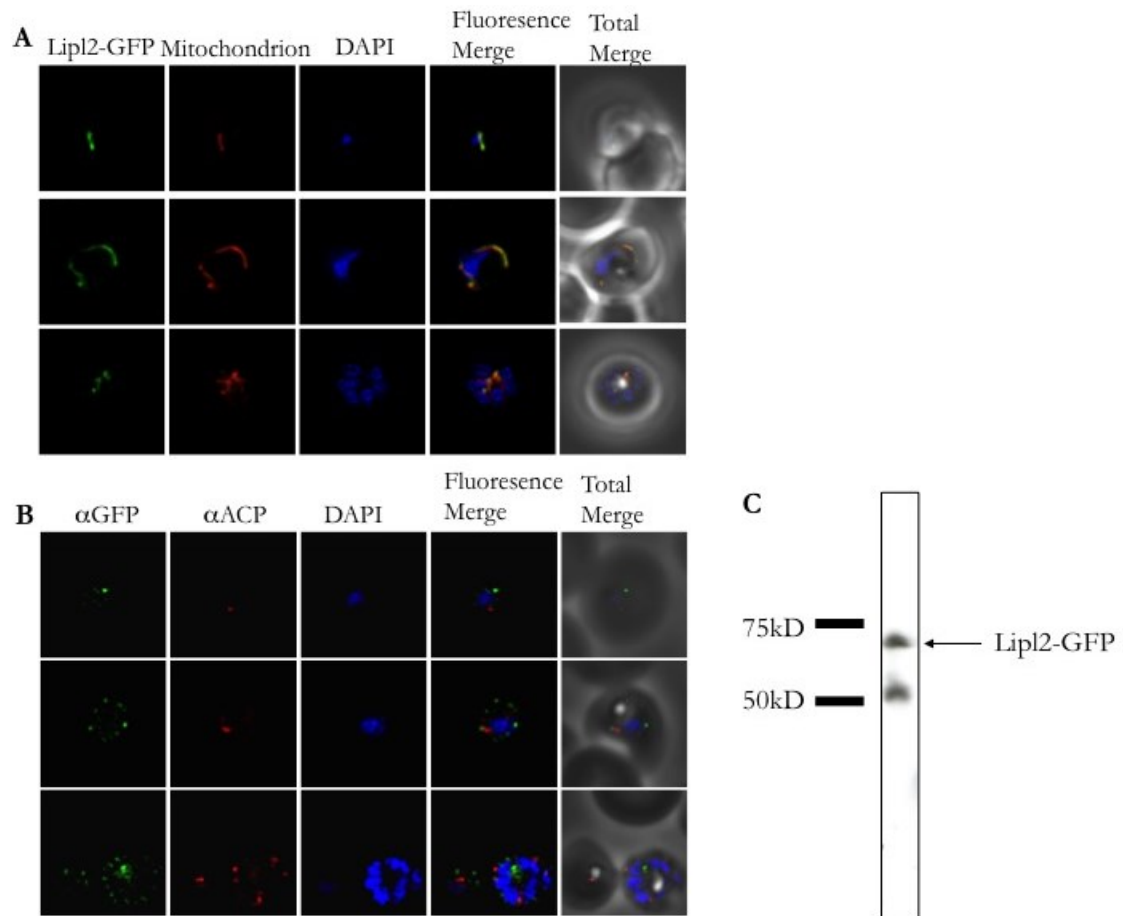 A
Lipl2-GFP Mitochondrion DAPI Fluoresence Merge Total Merge
B
αGFP αACP DAPI Fluoresence Merge Total Merge
C
75kD
Lipl2-GFP
50kD